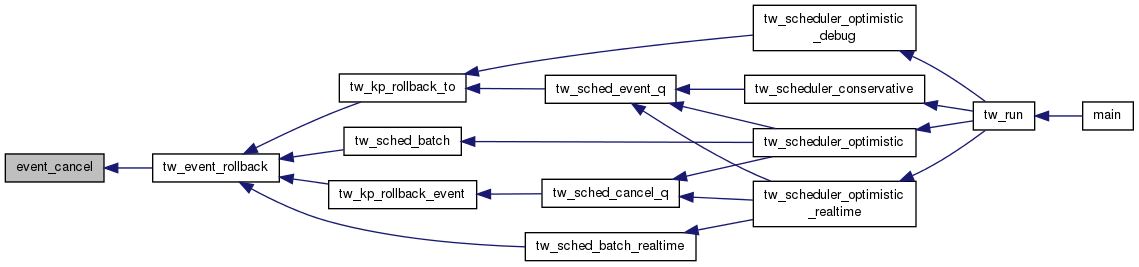 event_cancel
tw_event_rollback
tw_kp_rollback_to
tw_sched_batch
tw_kp_rollback_event
tw_sched_event_q
tw_sched_cancel_q
tw_sched_batch_realtime
tw_scheduler_optimistic
_debug
tw_scheduler_conservative
tw_scheduler_optimistic
tw_scheduler_optimistic
_realtime
tw_run
main